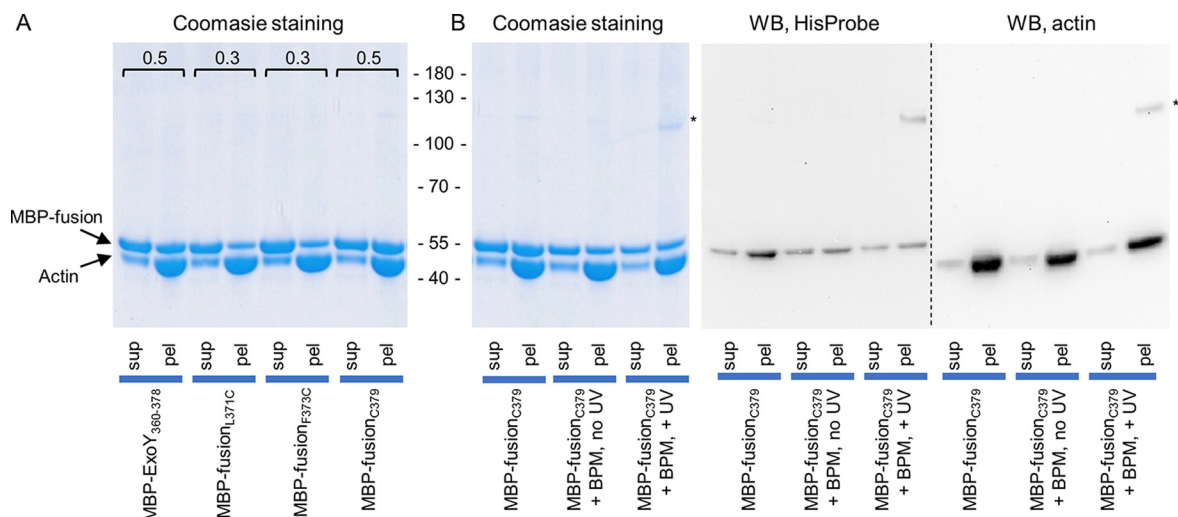 A
Coomasie staining
B
Coomasie staining
WB, HisProbe
WB, actin
0.5
0.3
0.3
0.5
- 180 -
- 130 -
- 100 -
- 70 -
- 55 -
- 40 -
MBP-fusion
Actin
*
*
sup
pel
sup
pel
sup
pel
sup
pel
sup
pel
sup
pel
sup
pel
sup
pel
sup
pel
sup
pel
sup
pel
sup
pel
sup
pel
MBP-ExoY360-378
MBP-fusionL371C
MBP-fusionF373C
MBP-fusionC379
MBP-fusionC379
MBP-fusionC379
+ BPM, no UV
MBP-fusionC379
+ BPM, + UV
MBP-fusionC379
MBP-fusionC379
+ BPM, no UV
MBP-fusionC379
+ BPM, + UV
MBP-fusionC379
MBP-fusionC379
+ BPM, no UV
MBP-fusionC379
+ BPM, + UV